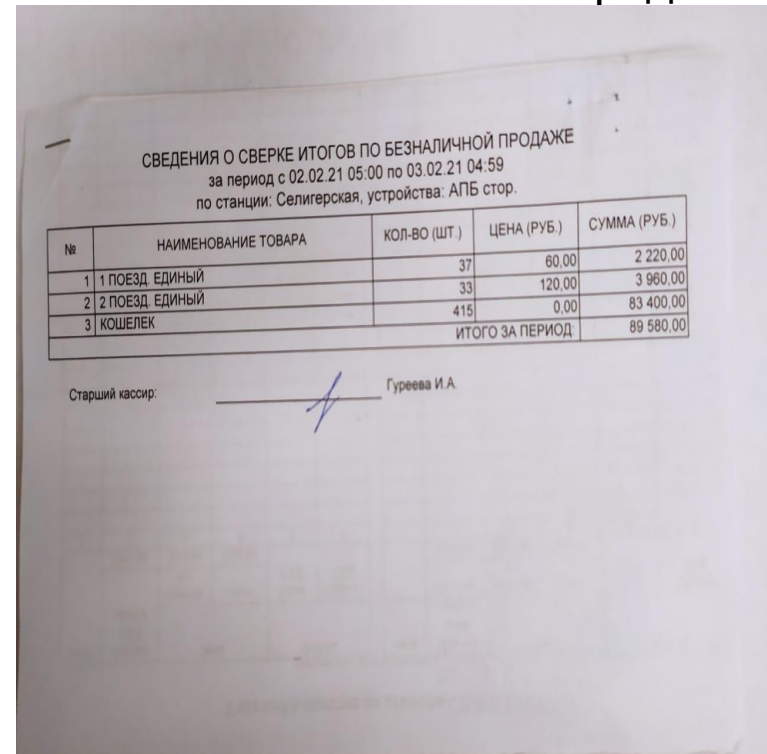 СВЕДЕНИЯ О СВЕРКЕ ИТОГОВ ПО БЕЗНАЛИЧНОЙ ПРОДАЖЕ
за период с 02.02.21 05:00 по 03.02.21 04:59
по станции: Селигерская, устройства: АПБ стор.
№ НАИМЕНОВАНИЕ ТОВАРА КОЛ-ВО (ШТ.) ЦЕНА (РУБ.) СУММА (РУБ.)
1 1 ПОЕЗД. ЕДИНЫЙ 37 60,00 2 220,00
2 2 ПОЕЗД. ЕДИНЫЙ 33 120,00 3 960,00
3 КОШЕЛЕК 415 0,00 83 400,00
ИТОГО ЗА ПЕРИОД: 89 580,00
Старший кассир: Гуреева И.А.